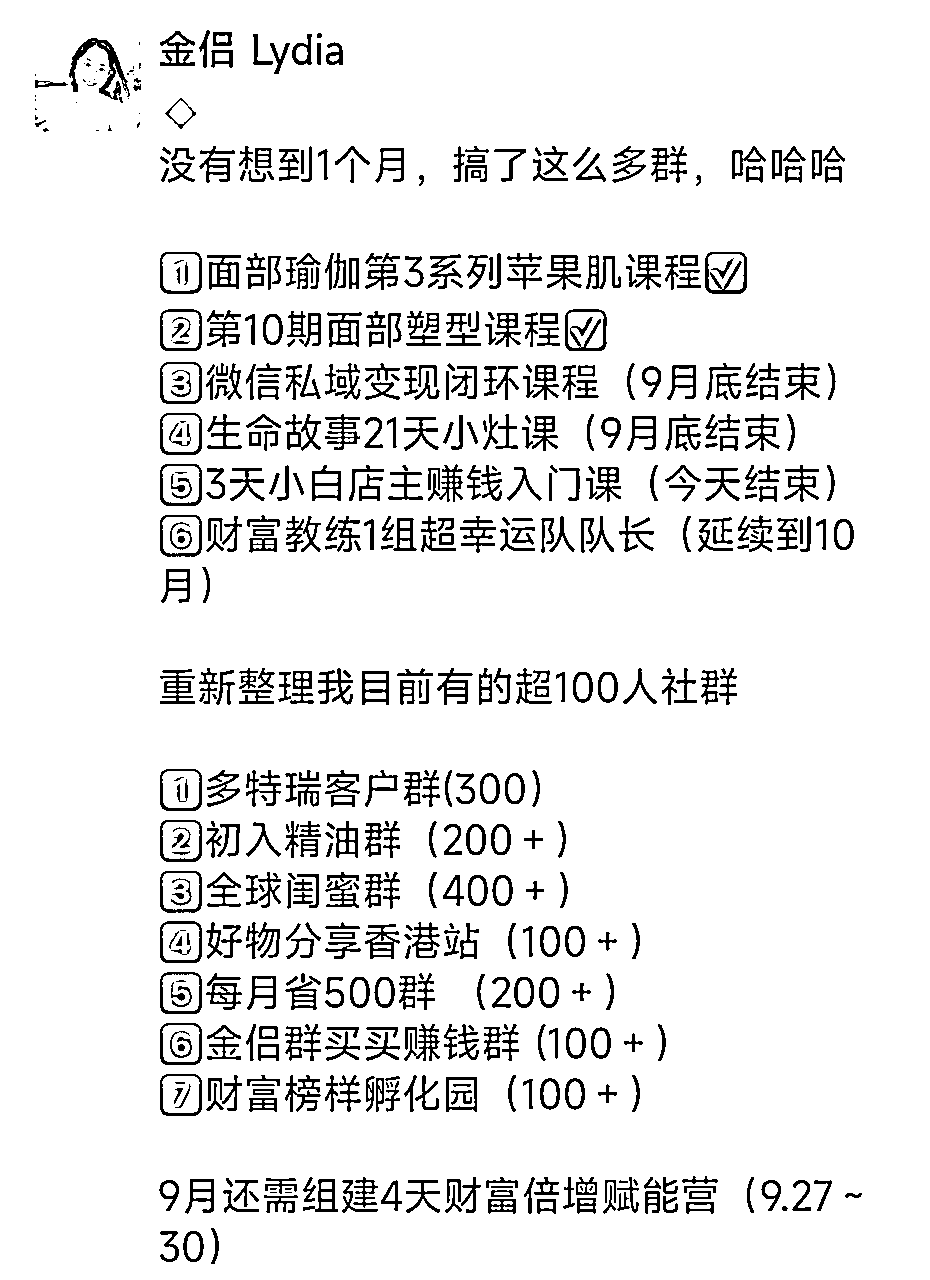 金侣 Lydia
没有想到1个月，搞了这么多群，哈哈哈
1面部瑜伽第3系列苹果肌课程✅
2第10期面部塑型课程✅
3微信私域变现闭环课程（9月底结束）
4生命故事21天小灶课（9月底结束）
53天小白店主赚钱入门课（今天结束）
6财富教练1组超幸运队队长（延续到10
月）
重新整理我目前有的超100人社群
1多特瑞客户群(300）
2初入精油群（200+）
3全球闺蜜群（400+）
4好物分享香港站（100+）
5每月省500群 （200+）
6金侣群买买赚钱群 (100+）
7财富榜样孵化园（100+）
9月还需组建4天财富倍增赋能营（9.27~
30）